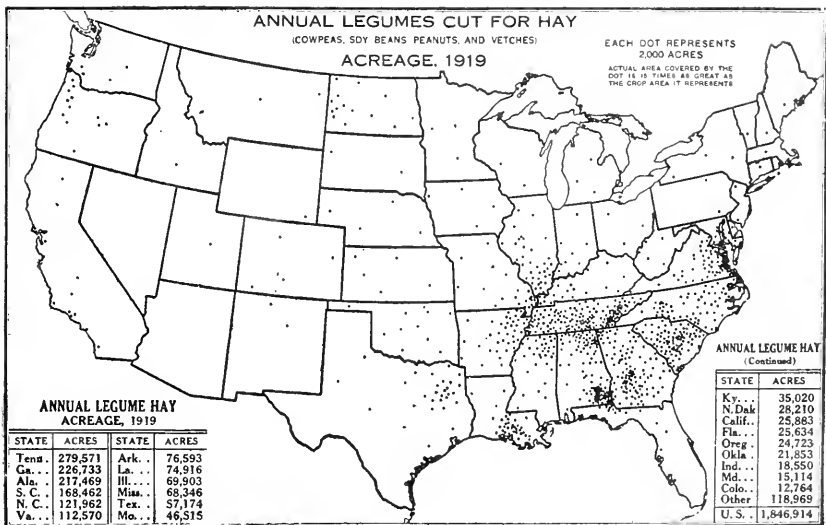 ANNUAL LEGUMES CUT FOR HAY
(COWPEAS, SOY BEANS PEANUTS, AND VETCHES)
ACREAGE, 1919
EACH DOT REPRESENTS
2,000 ACRES
ACTUAL AREA COVERED BY THE
DOT IS 15 TIMES AS GREAT AS
THE CROP AREA IT REPRESENTS
ANNUAL LEGUME HAY
ACREAGE, 1919
STATE ACRES STATE ACRES
Tenn. 279,571 Ark. 76,593
Ga... 226,733 La. ... 74,916
Ala. 217,469 Ill.... 69,903
S. C.. 168,462 Miss. 68,346
N. C.. 121,962 Tex. . 57,174
Va... 112,570 Mo... 46,515
ANNUAL LEGUME HAY
(Continued)
STATE ACRES
Ky... 35,020
N.Dak 28,210
Calif.. 25,883
Fla... 25,634
Oreg. 24,723
Okla. 21,853
Ind... 18,550
Md... 15,114
Colo.. 12,764
Other 118,969
U.S. . 1,846,914